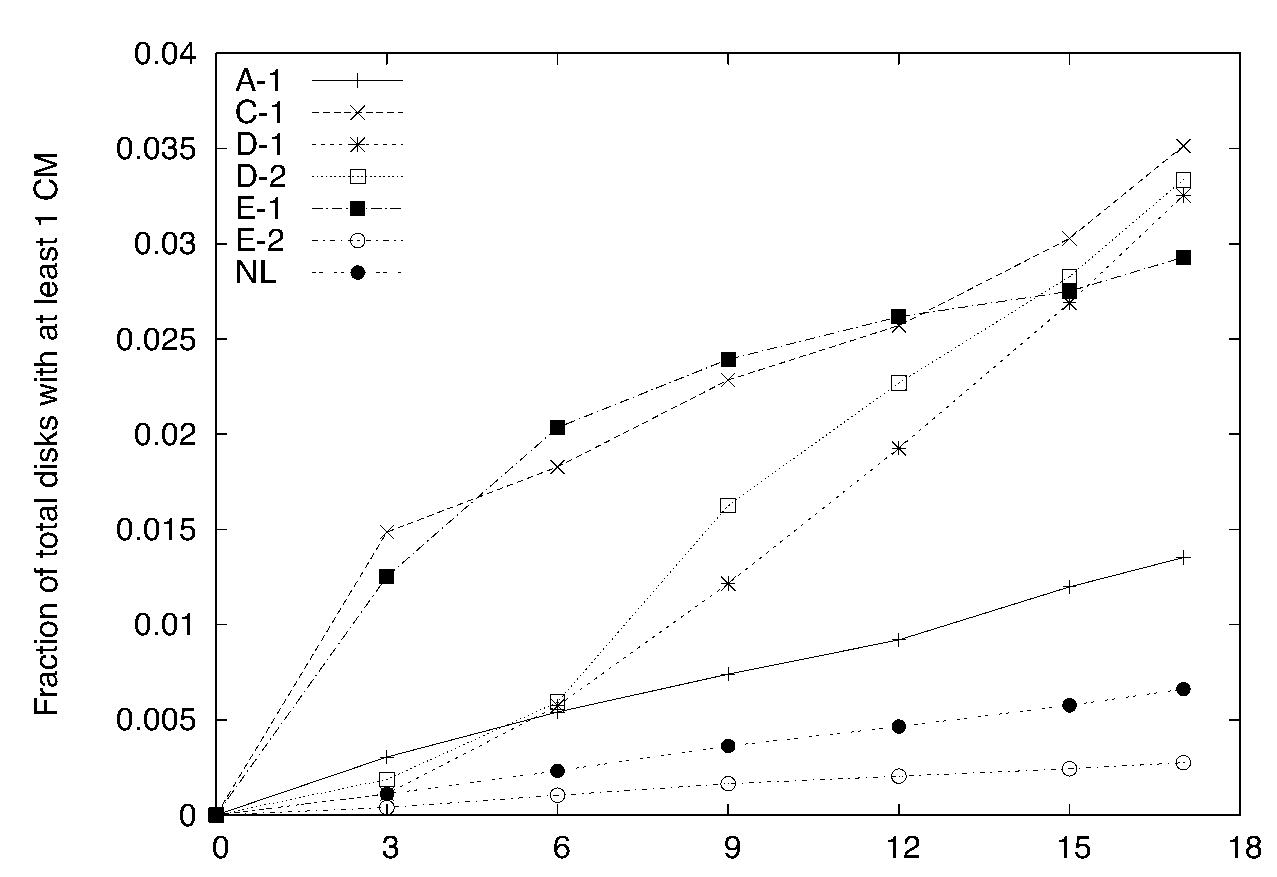 0.04
0.035
0.03
0.025
0.02
0.015
0.01
0.005
0
Fraction of total disks with at least 1 CM
A-1
C-1
D-1
D-2
E-1
E-2
NL
0 3 6 9 12 15 18